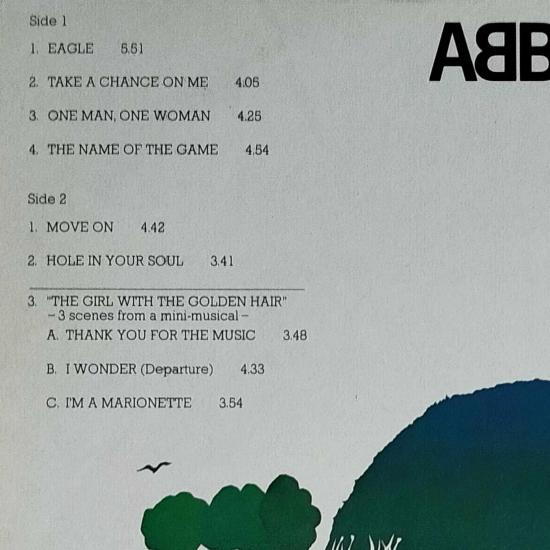 Side 1
1. EAGLE 5.51
2. TAKE A CHANCE ON ME 4.05
3. ONE MAN, ONE WOMAN 4.25
4. THE NAME OF THE GAME 4.54
Side 2
1. MOVE ON 4.42
2. HOLE IN YOUR SOUL 3.41
3. "THE GIRL WITH THE GOLDEN HAIR"
– 3 scenes from a mini-musical –
A. THANK YOU FOR THE MUSIC 3.48
B. I WONDER (Departure) 4.33
C. I'M A MARIONETTE 3.54
ABB